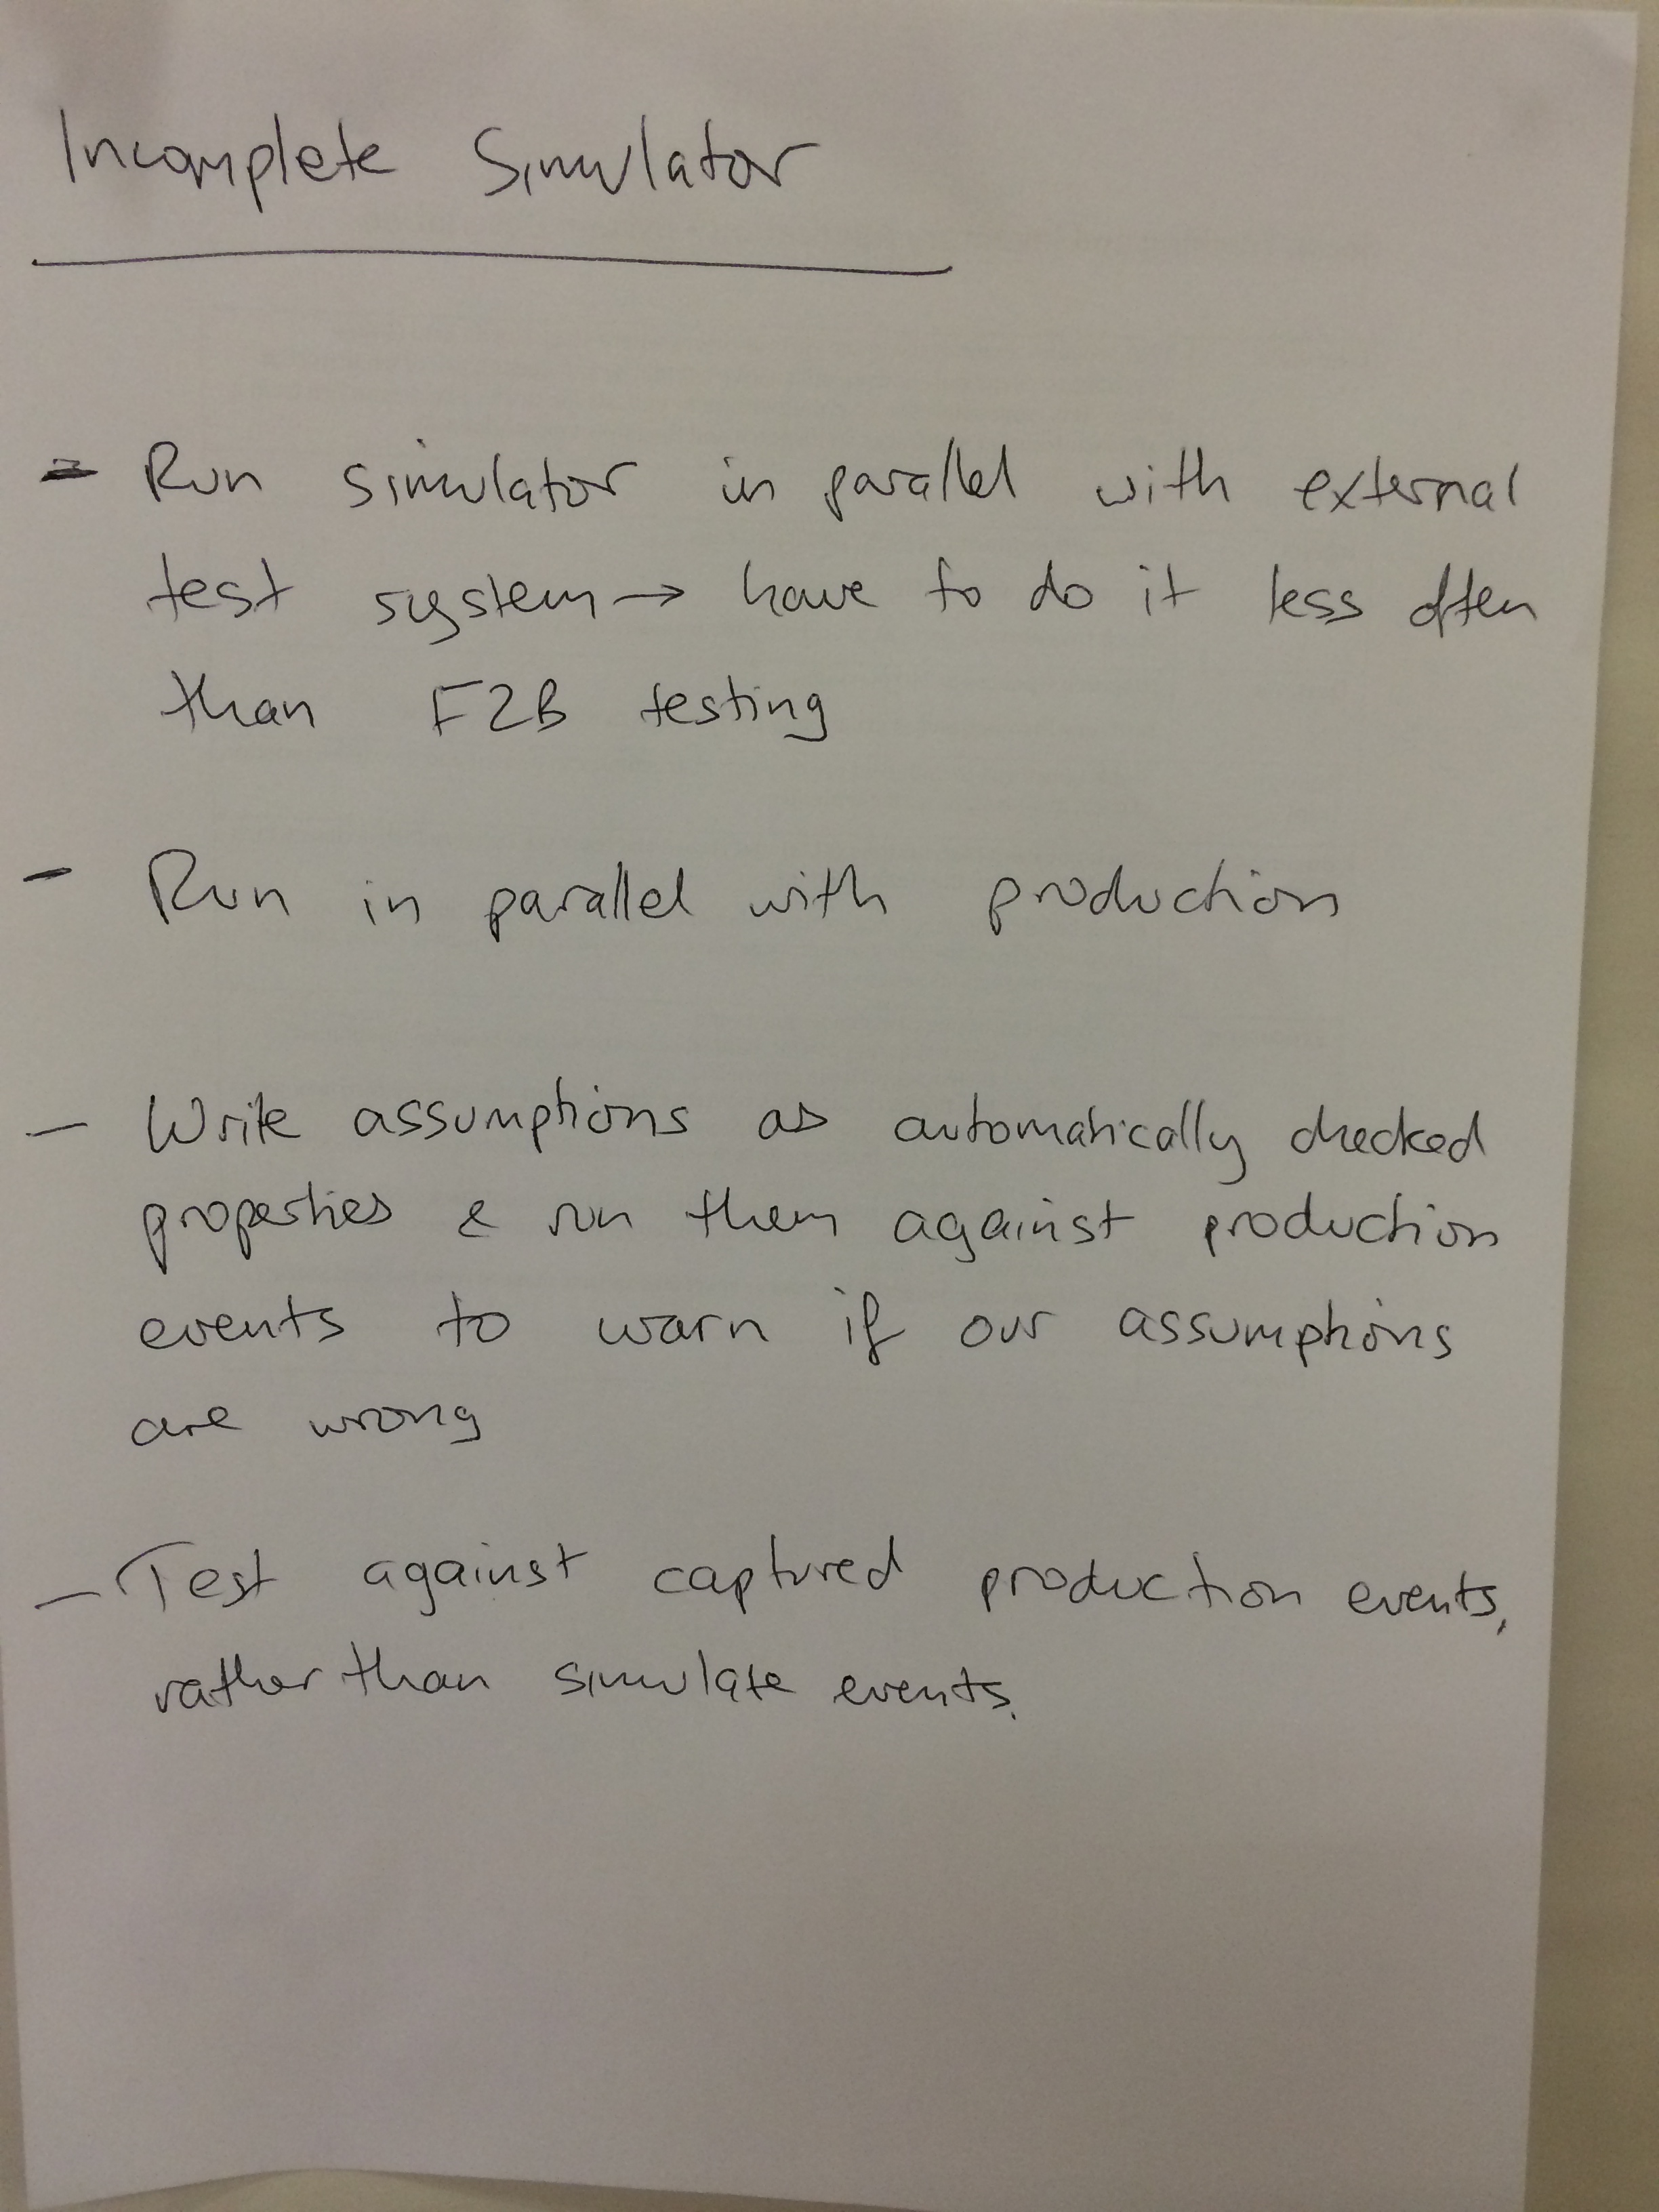 Incomplete Simulator
- Run simulator in parallel with external
test system → have to do it less often
than F2B testing
- Run in parallel with production
- Write assumptions as automatically checked
properties & run them against production
events to warn if our assumptions
are wrong
- Test against captured production events,
rather than simulate events.